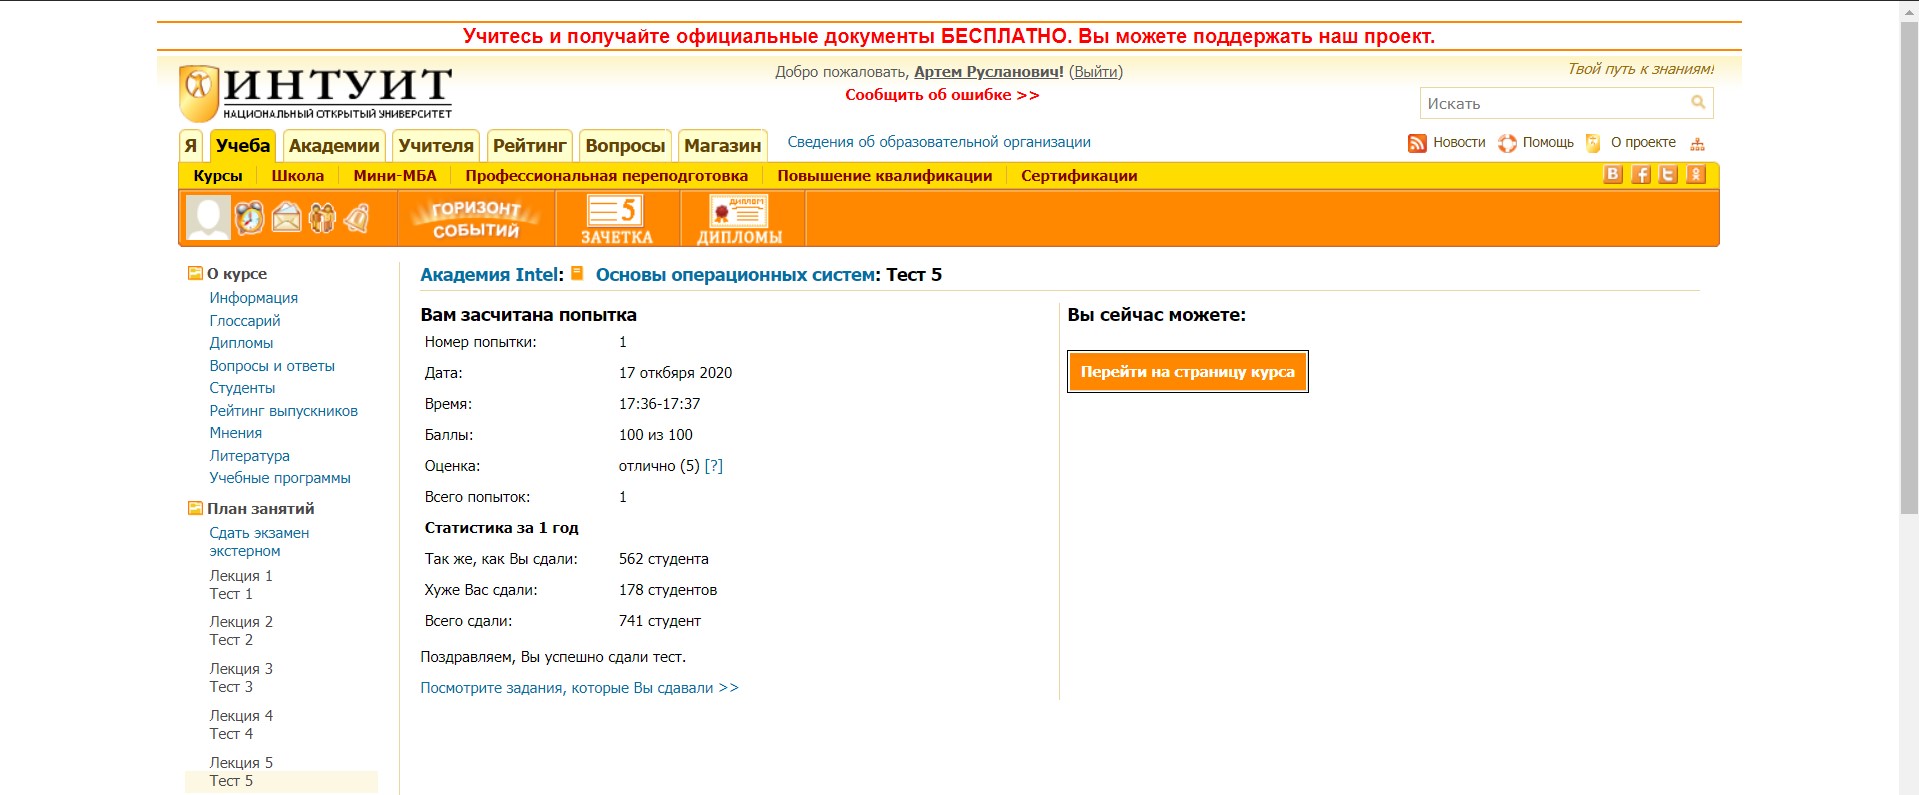 Учитесь и получайте официальные документы БЕСПЛАТНО. Вы можете поддержать наш проект.
ИНТУИТ
НАЦИОНАЛЬНЫЙ ОТКРЫТЫЙ УНИВЕРСИТЕТ
Добро пожаловать, Артем Русланович! (Выйти)
Сообщить об ошибке >>
Твой путь к знаниям!
Искать
Я Учеба Академии Учителя Рейтинг Вопросы Магазин Сведения об образовательной организации
Новости Помощь О проекте
Курсы Школа Мини-МБА Профессиональная переподготовка Повышение квалификации Сертификации
ГОРИЗОНТ
СОБЫТИЙ
5
ЗАЧЕТКА
ДИПЛОМ
ДИПЛОМЫ
О курсе
Информация
Глоссарий
Дипломы
Вопросы и ответы
Студенты
Рейтинг выпускников
Мнения
Литература
Учебные программы
План занятий
Сдать экзамен
экстерном
Лекция 1
Тест 1
Лекция 2
Тест 2
Лекция 3
Тест 3
Лекция 4
Тест 4
Лекция 5
Тест 5
Академия Intel: Основы операционных систем: Тест 5
Вам засчитана попытка
Номер попытки: 1
Дата: 17 откбяря 2020
Время: 17:36-17:37
Баллы: 100 из 100
Оценка: отлично (5) [?]
Всего попыток: 1
Статистика за 1 год
Так же, как Вы сдали: 562 студента
Хуже Вас сдали: 178 студентов
Всего сдали: 741 студент
Поздравляем, Вы успешно сдали тест.
Посмотрите задания, которые Вы сдавали >>
Вы сейчас можете:
Перейти на страницу курса